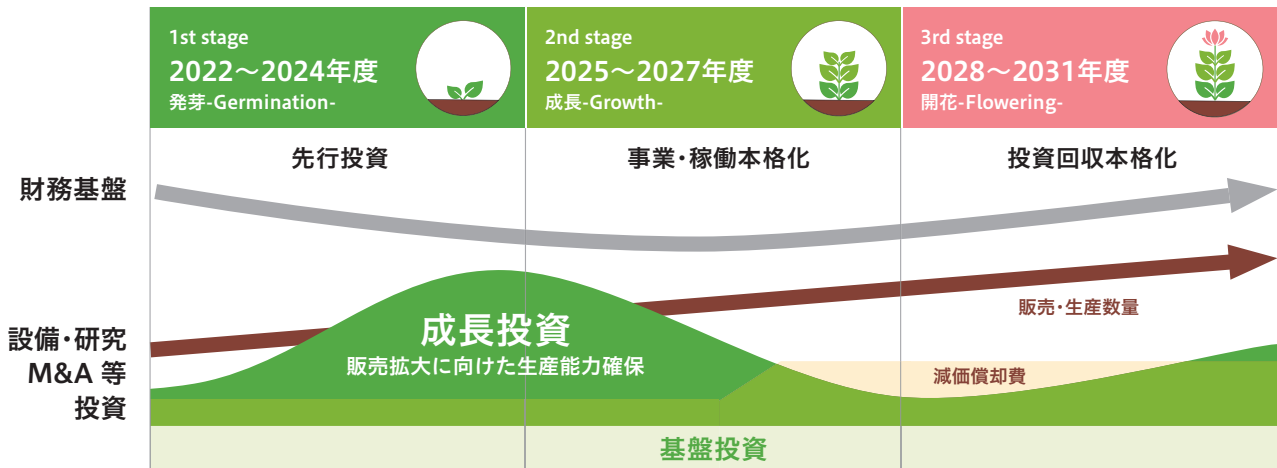 1st stage
2022〜2024年度
発芽-Germination-
2nd stage
2025〜2027年度
成長-Growth-
3rd stage
2028〜2031年度
開花-Flowering-
先行投資
事業・稼働本格化
投資回収本格化
財務基盤
販売・生産数量
設備・研究
M&A 等
投資
成長投資
販売拡大に向けた生産能力確保
減価償却費
基盤投資